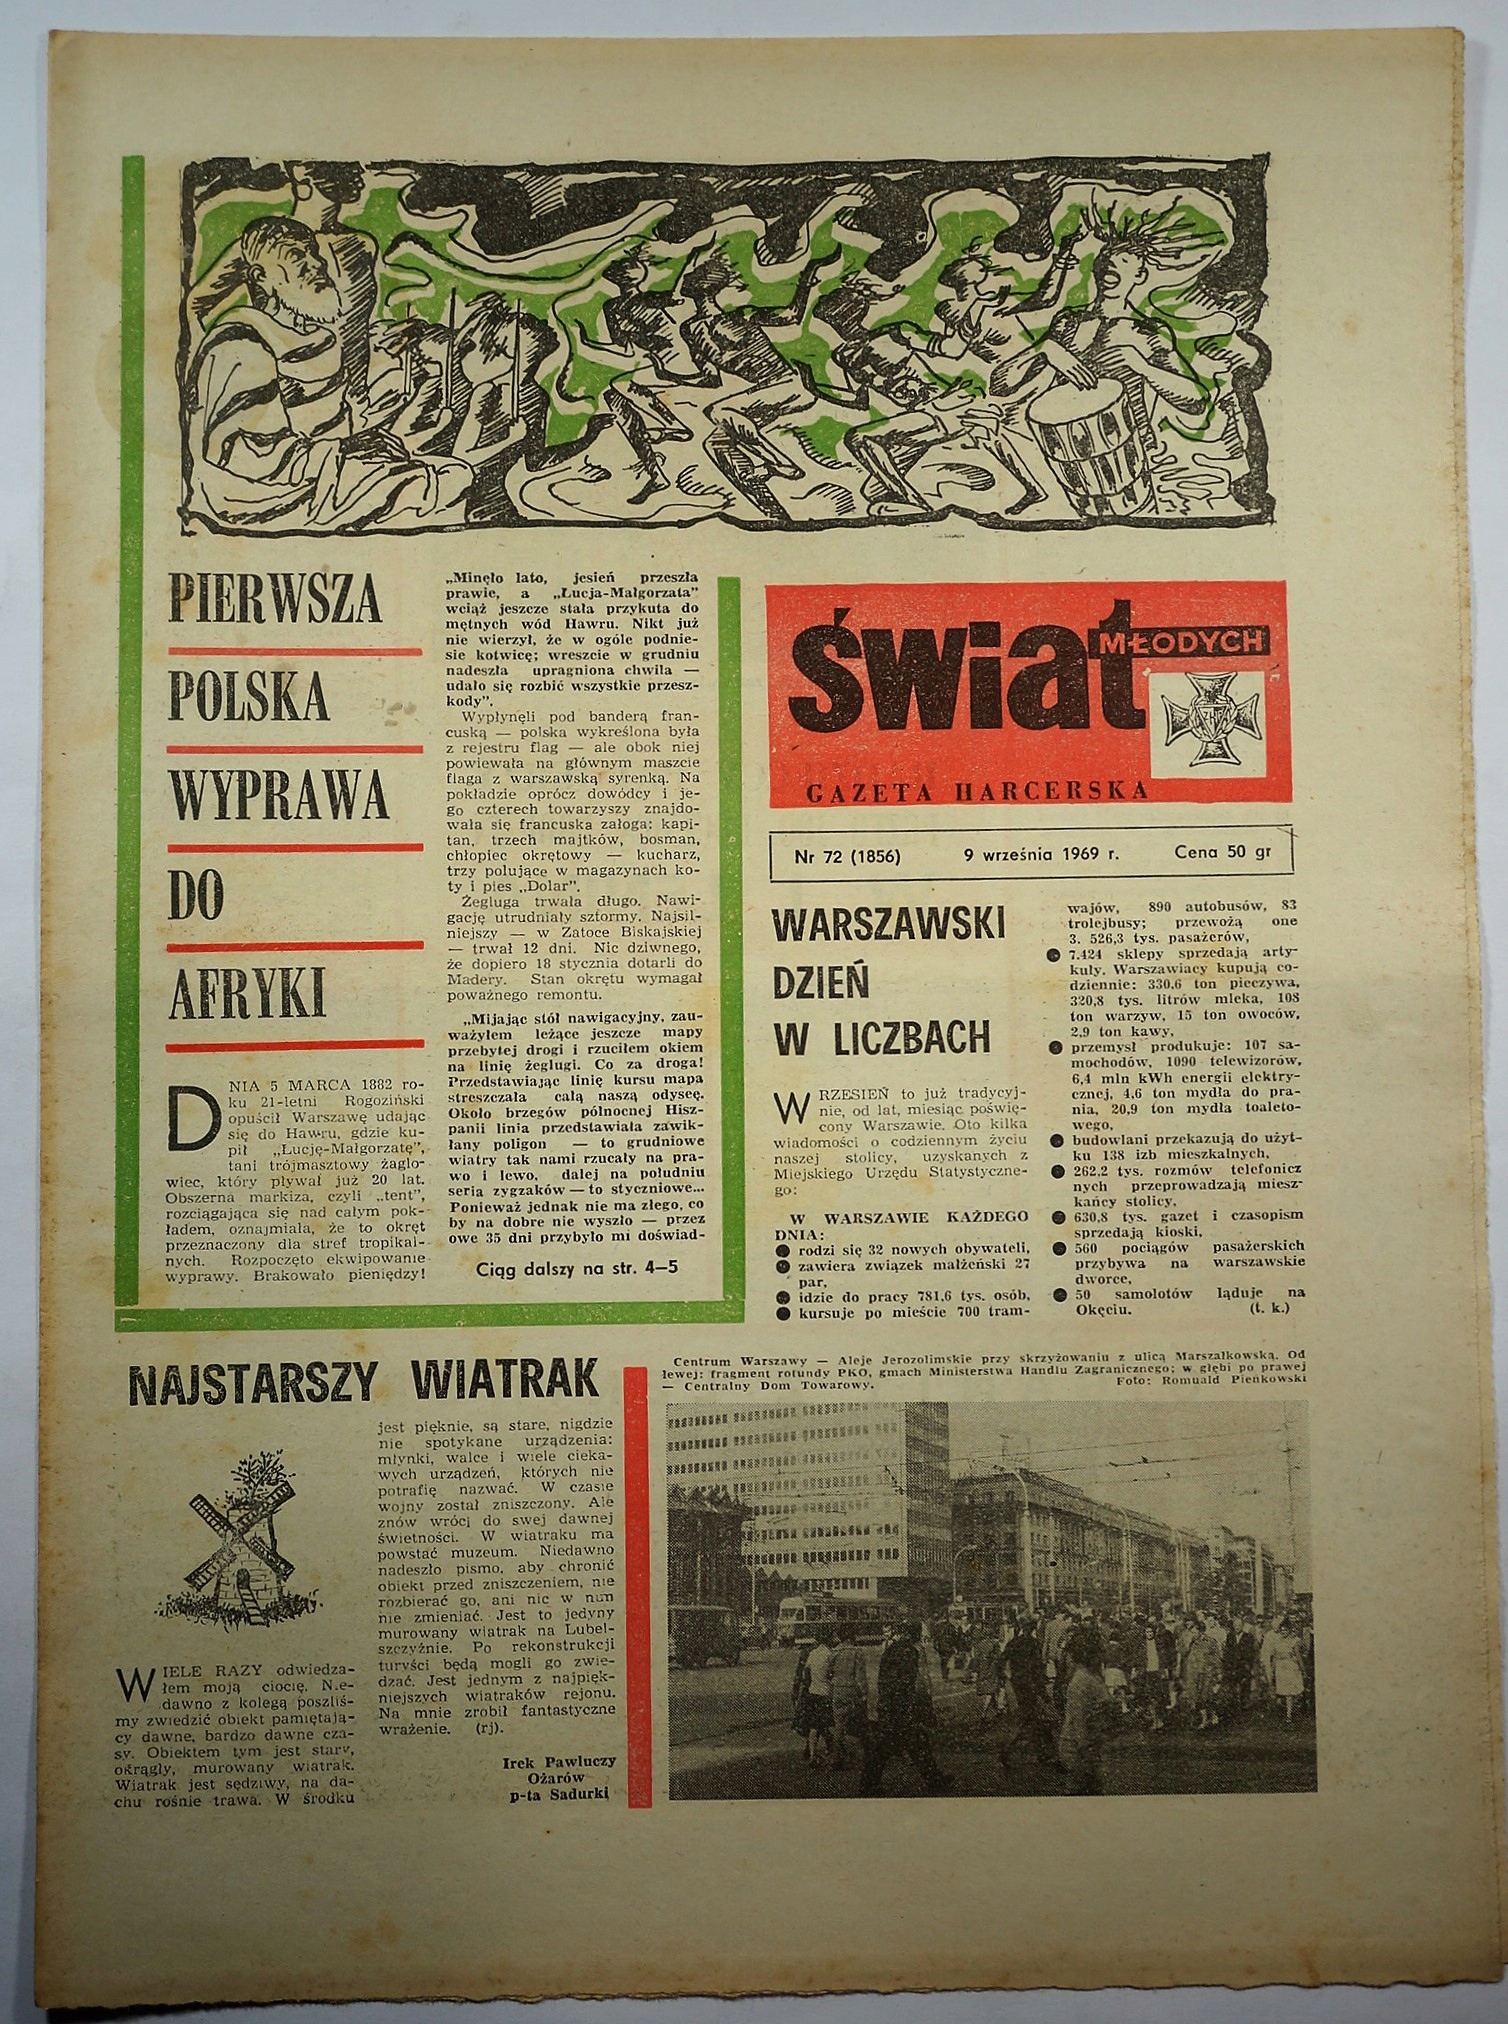 PIERWSZA
POLSKA
WYPRAWA
DO
AFRYKI
DNIA 5 MARCA 1882 ro-
ku 21-letni Rogoziński
opuścił Warszawę udając
się do Hawru, gdzie ku-
pił „Lucję-Małgorzatę”,
tani trójmasztowy żaglo-
wiec, który pływał już 20 lat.
Obszerna markiza, czyli „tent”,
rozciągająca się nad całym pok-
ładem, oznajmiała, że to okręt
przeznaczony dla stref tropikal-
nych. Rozpoczęto ekwipowanie
wyprawy. Brakowało pieniędzy!
„Minęło lato, jesień przeszła
prawie, a „Łucja-Małgorzata”
wciąż jeszcze stała przykuta do
mętnych wód Hawru. Nikt już
nie wierzył, że w ogóle podnie-
sie kotwicę; wreszcie w grudniu
nadeszła upragniona chwila —
udało się rozbić wszystkie przesz-
kody”.
Wypłynęli pod banderą fran-
cuską — polska wykreślona była
z rejestru flag — ale obok niej
powiewała na głównym maszcie
flaga z warszawską syrenką. Na
pokładzie oprócz dowódcy i je-
go czterech towarzyszy znajdo-
wała się francuska załoga: kapi-
tan, trzech majtków, bosman,
chłopiec okrętowy — kucharz,
trzy polujące w magazynach ko-
ty i pies „Dolar”.
Żegluga trwała długo. Nawi-
gację utrudniały sztormy. Najsil-
niejszy — w Zatoce Biskajskiej
— trwał 12 dni. Nic dziwnego,
że dopiero 18 stycznia dotarli do
Madery. Stan okrętu wymagał
poważnego remontu.
„Mijając stół nawigacyjny, zau-
ważyłem leżące jeszcze mapy
przebytej drogi i rzuciłem okiem
na linię żeglugi. Co za droga!
Przedstawiając linię kursu mapa
streszczała całą naszą odyseę.
Około brzegów północnej Hisz-
panii linia przedstawiała zawik-
łany poligon — to grudniowe
wiatry tak nami rzucały na pra-
wo i lewo, dalej na południu
seria zygzaków — to styczniowe...
Ponieważ jednak nie ma złego, co
by na dobre nie wyszło — przez
owe 35 dni przybyło mi doświad-
Ciąg dalszy na str. 4—5
świat
MŁODYCH
GAZETA HARCERSKA
Nr 72 (1856) 9 września 1969 r. Cena 50 gr
WARSZAWSKI
DZIEŃ
W LICZBACH
WRZESIEŃ to już tradycyj-
nie, od lat, miesiąc poświę-
cony Warszawie. Oto kilka
wiadomości o codziennym życiu
naszej stolicy, uzyskanych z
Miejskiego Urzędu Statystyczne-
go:
W WARSZAWIE KAŻDEGO
DNIA:
● rodzi się 32 nowych obywateli,
● zawiera związek małżeński 27
par,
● idzie do pracy 781,6 tys. osób,
● kursuje po mieście 700 tram-
wajów, 890 autobusów, 83
trolejbusy; przewożą one
3. 526,3 tys. pasażerów,
● 7.424 sklepy sprzedają arty-
kuły. Warszawiacy kupują co-
dziennie: 330,6 ton pieczywa,
320,8 tys. litrów mleka, 108
ton warzyw, 15 ton owoców,
2,9 ton kawy,
● przemysł produkuje: 107 sa-
mochodów, 1090 telewizorów,
6,4 mln kWh energii elektry-
cznej, 4,6 ton mydła do pra-
nia, 20,9 ton mydła toaleto-
wego,
● budowlani przekazują do użyt-
ku 138 izb mieszkalnych,
● 262,2 tys. rozmów telefonicz
nych przeprowadzają miesz-
kańcy stolicy,
● 630,8 tys. gazet i czasopism
sprzedają kioski,
● 560 pociągów pasażerskich
przybywa na warszawskie
dworce,
● 50 samolotów ląduje na
Okęciu. (t. k.)
NAJSTARSZY WIATRAK
WIELE RAZY odwiedza-
łem moją ciocię. Nie-
dawno z kolegą poszliś-
my zwiedzić obiekt pamiętają-
cy dawne, bardzo dawne cza-
sy. Obiektem tym jest stary,
okrągły, murowany wiatrak.
Wiatrak jest sędziwy, na da-
chu rośnie trawa. W środku
jest pięknie, są stare, nigdzie
nie spotykane urządzenia:
młynki, walce i wiele cieka-
wych urządzeń, których nie
potrafię nazwać. W czasie
wojny został zniszczony. Ale
znów wróci do swej dawnej
świetności. W wiatraku ma
powstać muzeum. Niedawno
nadeszło pismo, aby chronić
obiekt przed zniszczeniem, nie
rozbierać go, ani nic w nim
nie zmieniać. Jest to jedyny
murowany wiatrak na Lubel-
szczyźnie. Po rekonstrukcji
turyści będą mogli go zwie-
dzać. Jest jednym z najpięk-
niejszych wiatraków rejonu.
Na mnie zrobił fantastyczne
wrażenie. (rj).
Irek Pawluczy
Ożarów
p-ta Sadurki
Centrum Warszawy — Aleje Jerozolimskie przy skrzyżowaniu z ulicą Marszałkowską. Od
lewej: fragment rotundy PKO, gmach Ministerstwa Handlu Zagranicznego; w głębi po prawej
— Centralny Dom Towarowy. Foto: Romuald Pieńkowski